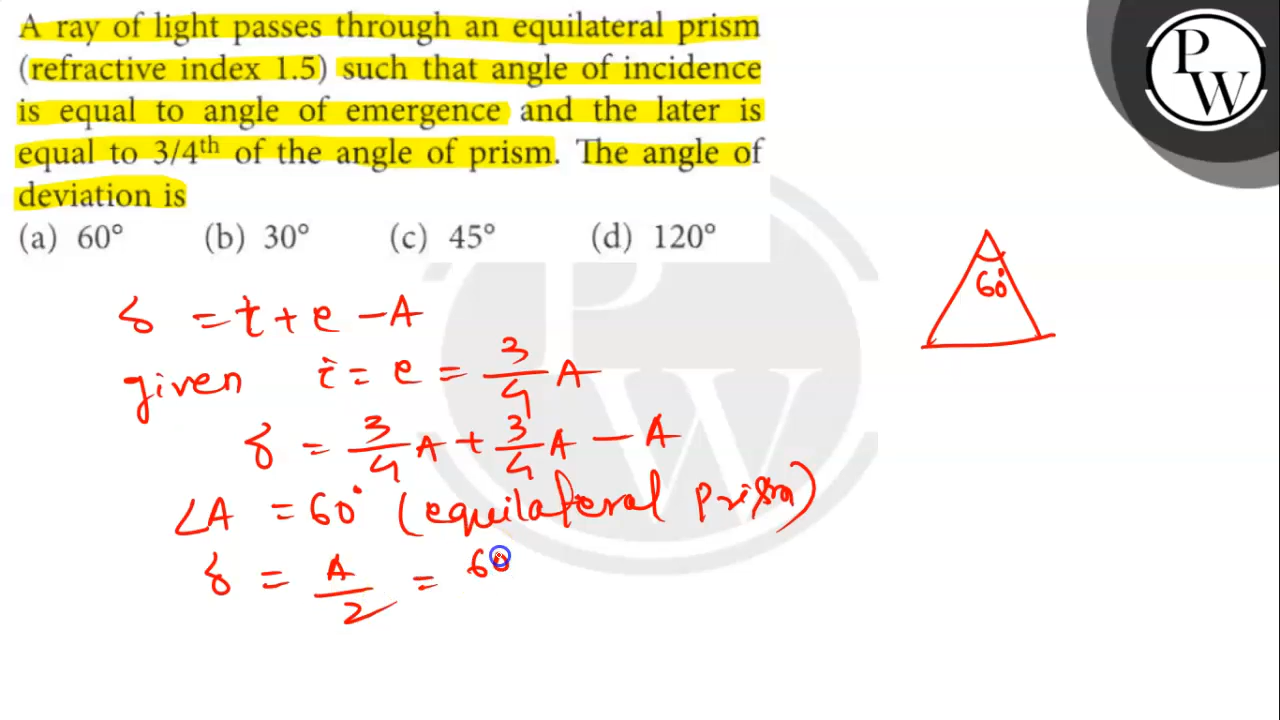 A ray of light passes through an equilateral prism
(refractive index 1.5) such that angle of incidence
is equal to angle of emergence and the later is
equal to 3/4th of the angle of prism. The angle of
deviation is
(a) 60° (b) 30° (c) 45° (d) 120°
P
W
60°
δ = i + e - A
given i = e = 3/4 A
δ = 3/4 A + 3/4 A - A
∠A = 60° (equilateral prism)
δ = A/2 = 60
P
W